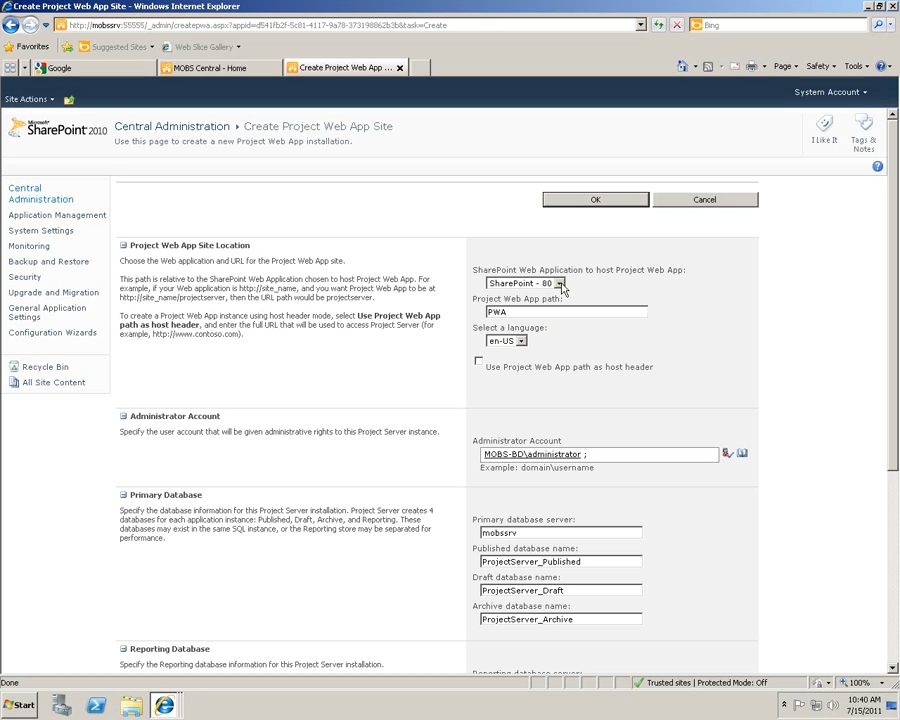 Create Project Web App Site - Windows Internet Explorer
http://mobssrv:55555/_admin/createpwa.aspx?appid=d541fb2f-5c81-4117-9a78-373198862b3b&task=Create
Bing
Favorites
Suggested Sites
Web Slice Gallery
Google
MOBS Central - Home
Create Project Web App ...
Page
Safety
Tools
Site Actions
System Account
Microsoft
SharePoint 2010
Central Administration
Create Project Web App Site
Use this page to create a new Project Web App installation.
I Like It
Tags &
Notes
Central
Administration
Application Management
System Settings
Monitoring
Backup and Restore
Security
Upgrade and Migration
General Application
Settings
Configuration Wizards
Recycle Bin
All Site Content
OK
Cancel
Project Web App Site Location
Choose the Web application and URL for the Project Web App site.
This path is relative to the SharePoint Web Application chosen to host Project Web App. For
example, if your Web application is http://site_name, and you want Project Web App to be at
http://site_name/projectserver, then the URL path would be projectserver.
To create a Project Web App instance using host header mode, select Use Project Web App
path as host header, and enter the full URL that will be used to access Project Server (for
example, http://www.contoso.com).
SharePoint Web Application to host Project Web App:
SharePoint - 80
Project Web App path:
PWA
Select a language:
en-US
Use Project Web App path as host header
Administrator Account
Specify the user account that will be given administrative rights to this Project Server instance.
Administrator Account
MOBS-BD\administrator ;
Example: domain\username
Primary Database
Specify the database information for this Project Server installation. Project Server creates 4
databases for each application instance: Published, Draft, Archive, and Reporting. These
databases may exist in the same SQL instance, or the Reporting store may be separated for
performance.
Primary database server:
mobssrv
Published database name:
ProjectServer_Published
Draft database name:
ProjectServer_Draft
Archive database name:
ProjectServer_Archive
Reporting Database
Specify the Reporting database information for this Project Server installation.
Reporting database server:
Done
Trusted sites | Protected Mode: Off
100%
Start
10:40 AM
7/15/2011